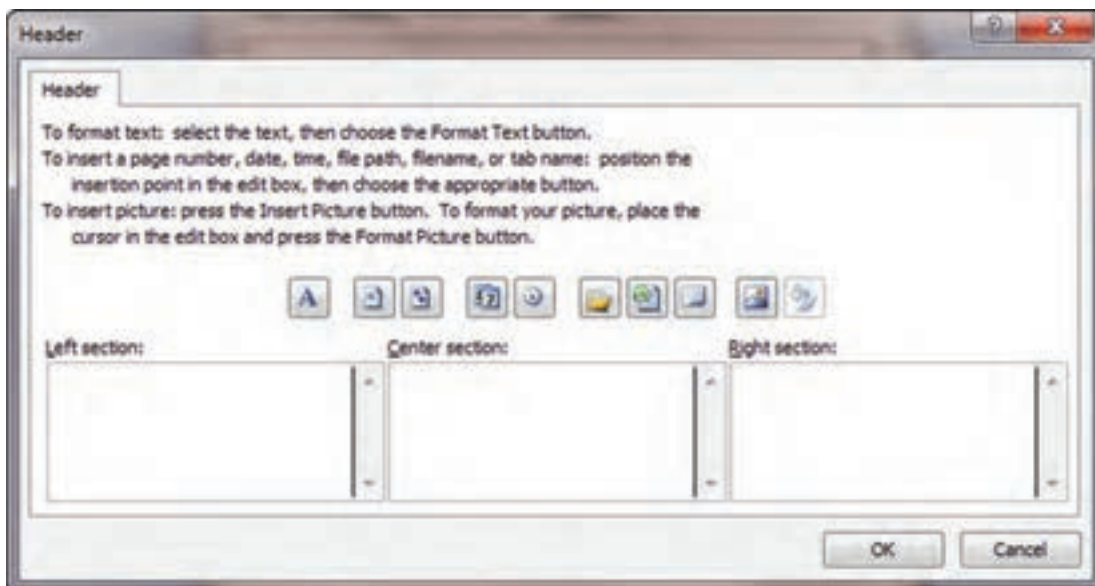 Header
Header
To format text: select the text, then choose the Format Text button.
To insert a page number, date, time, file path, filename, or tab name: position the
insertion point in the edit box, then choose the appropriate button.
To insert picture: press the Insert Picture button. To format your picture, place the
cursor in the edit box and press the Format Picture button.
A
Left section:
Center section:
Right section:
OK
Cancel